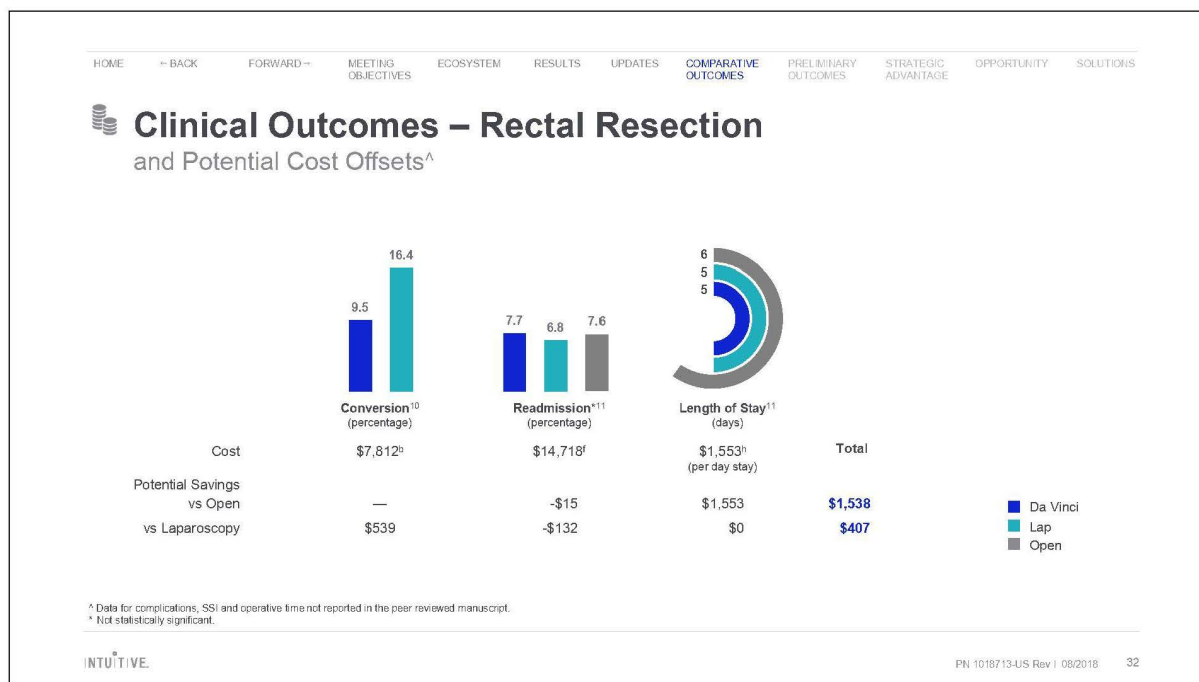 HOME ← BACK FORWARD→ MEETING OBJECTIVES ECOSYSTEM RESULTS UPDATES COMPARATIVE OUTCOMES PRELIMINARY OUTCOMES STRATEGIC ADVANTAGE OPPORTUNITY SOLUTIONS
Clinical Outcomes – Rectal Resection
and Potential Cost Offsets^
9.5 16.4
7.7 6.8 7.6
6
5
5
Conversion¹⁰ Readmission*¹¹ Length of Stay¹¹
(percentage) (percentage) (days)
Cost $7,812ᵇ $14,718ᶠ $1,553ʰ Total
(per day stay)
Potential Savings
vs Open — -$15 $1,553 $1,538
vs Laparoscopy $539 -$132 $0 $407
Da Vinci
Lap
Open
^ Data for complications, SSI and operative time not reported in the peer reviewed manuscript.
* Not statistically significant.
INTUITIVE. PN 1018713-US Rev I 08/2018 32